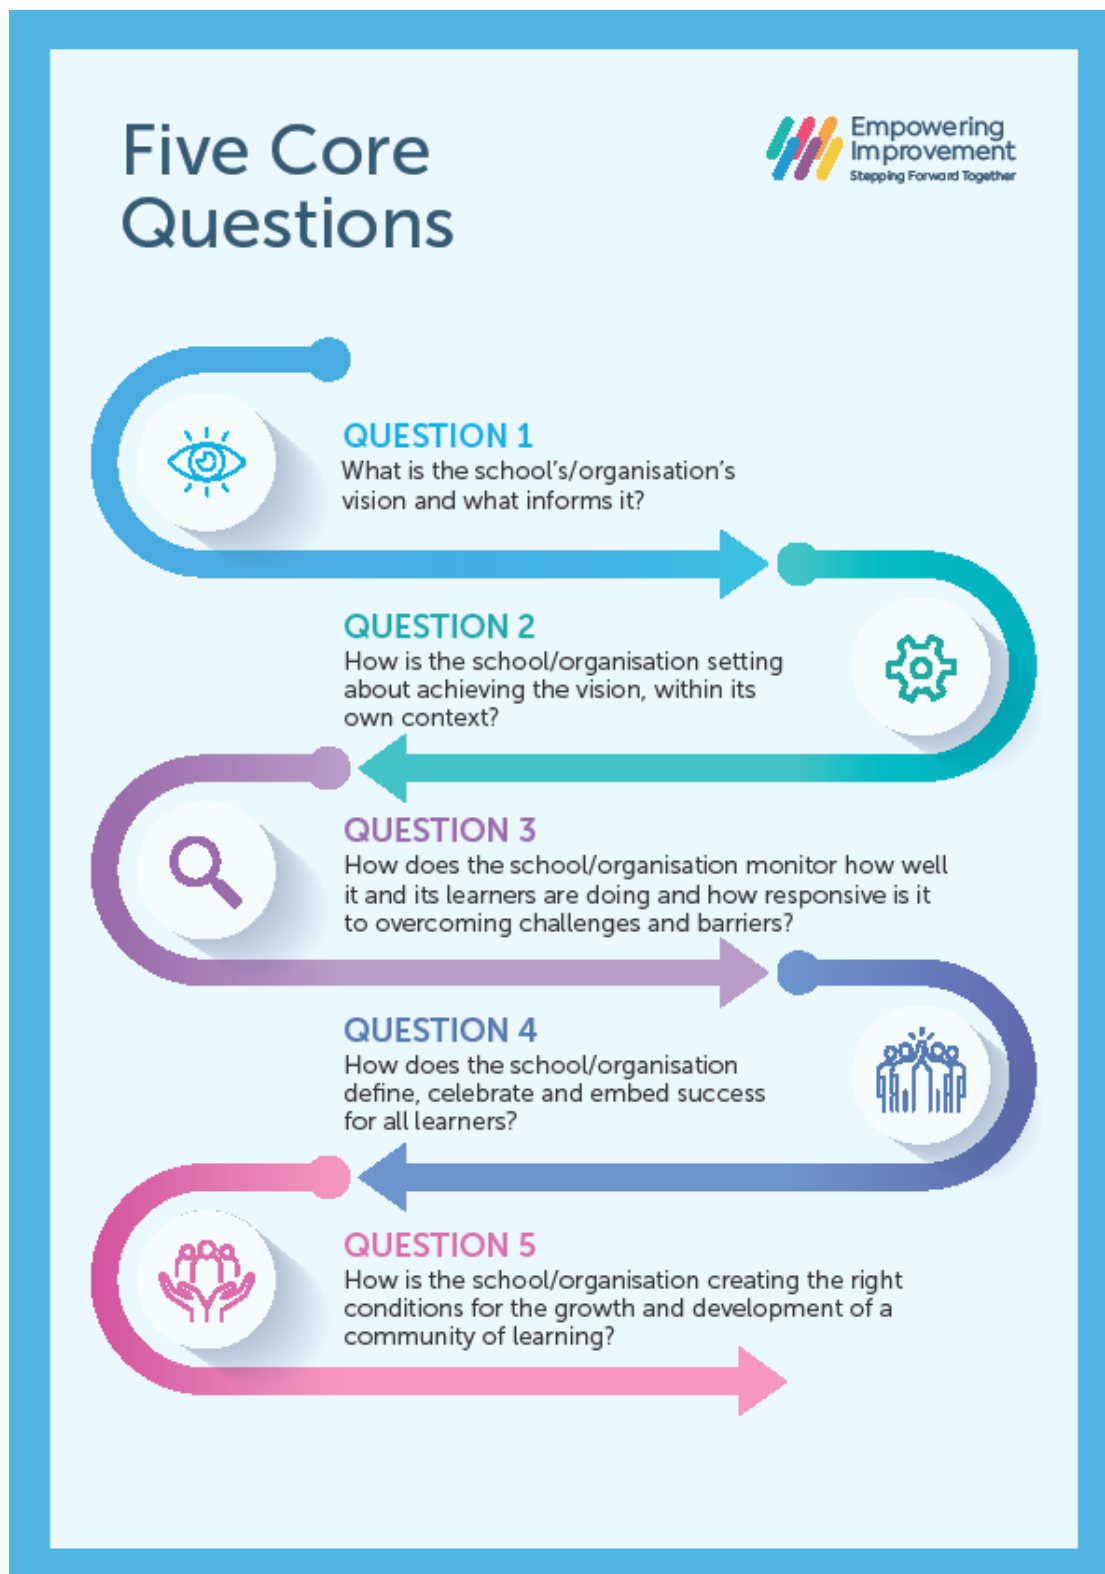 Five Core
Questions
Empowering
Improvement
Stepping Forward Together
QUESTION 1
What is the school’s/organisation’s
vision and what informs it?
QUESTION 2
How is the school/organisation setting
about achieving the vision, within its
own context?
QUESTION 3
How does the school/organisation monitor how well
it and its learners are doing and how responsive is it
to overcoming challenges and barriers?
QUESTION 4
How does the school/organisation
define, celebrate and embed success
for all learners?
QUESTION 5
How is the school/organisation creating the right
conditions for the growth and development of a
community of learning?